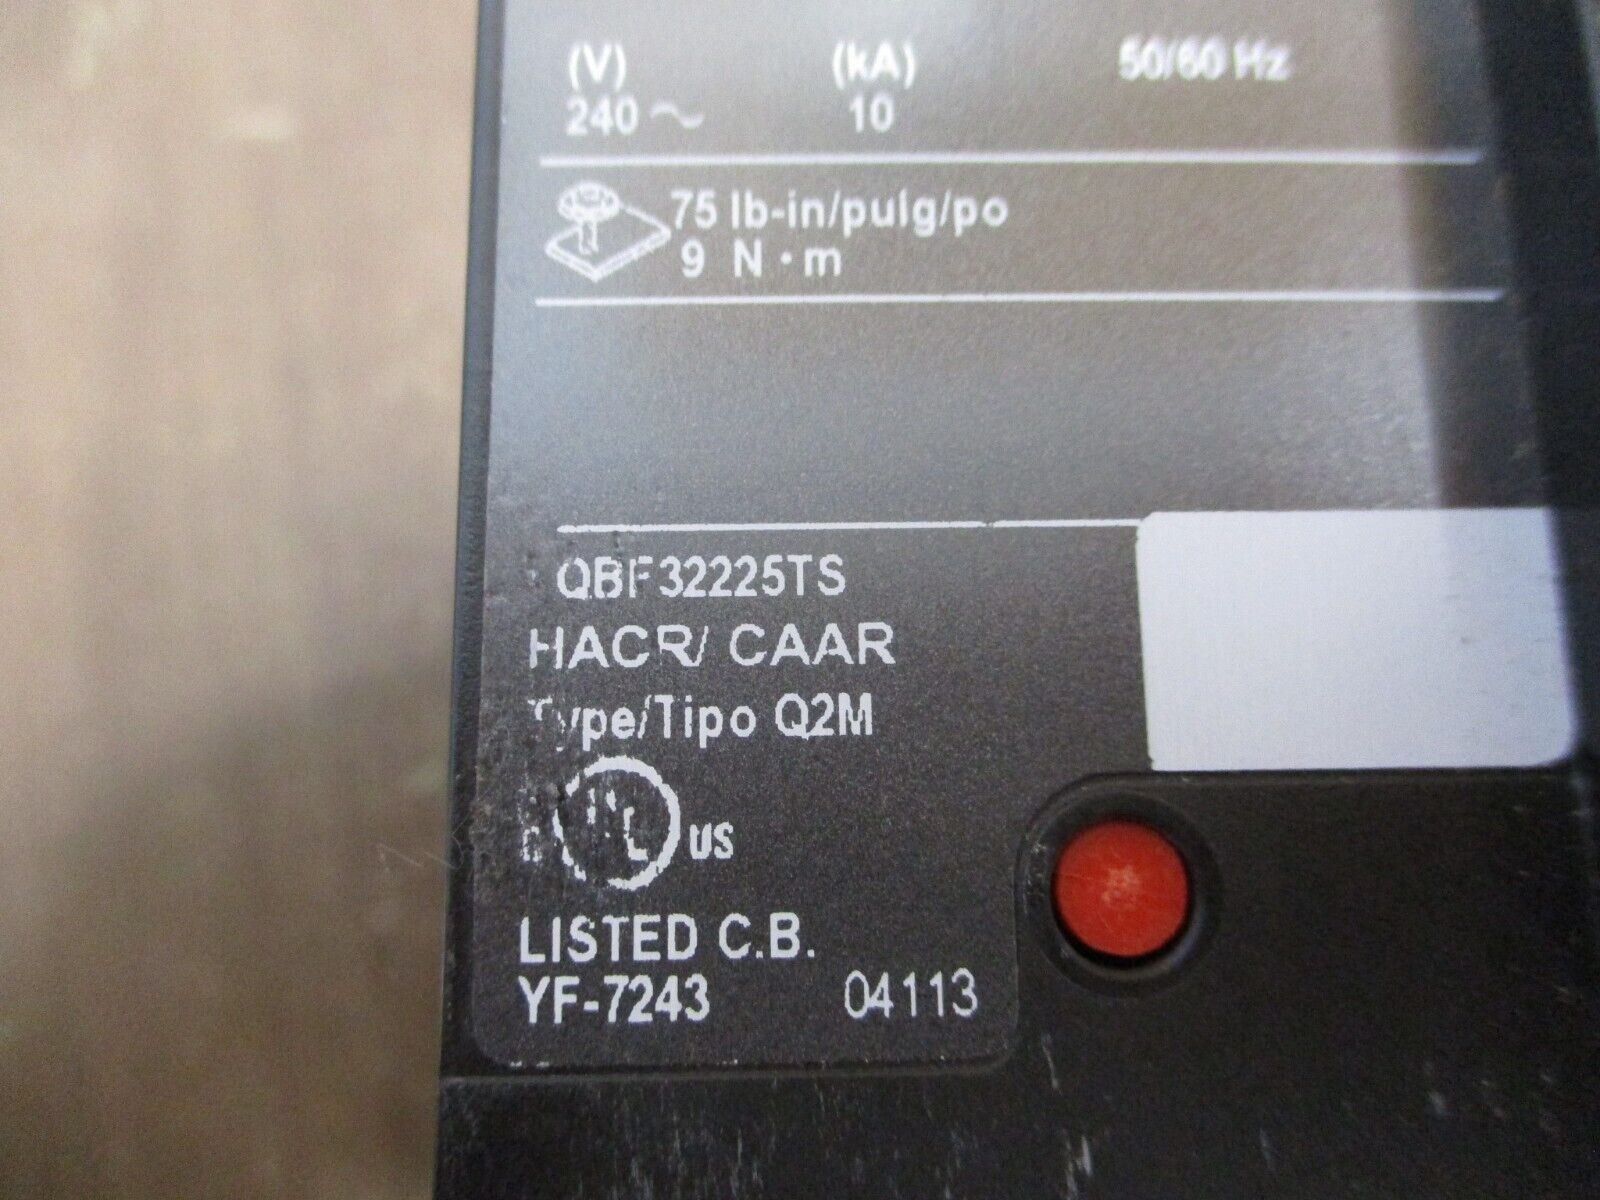 (V) (kA) 50/60 Hz
240 ~ 10
75 lb-in/pulg/po
9 N·m
QBF32225TS
HACR/ CAAR
Type/Tipo Q2M
c UL US
LISTED C.B.
YF-7243 04113